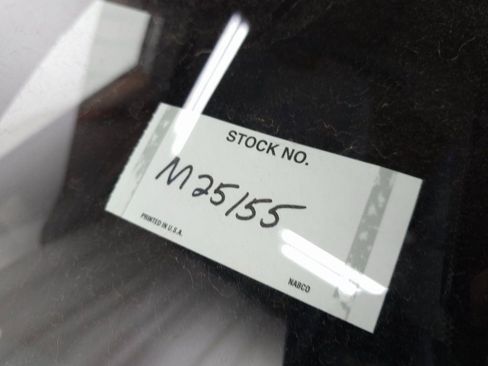 STOCK NO.
M25155
PRINTED IN U.S.A.
NABCO